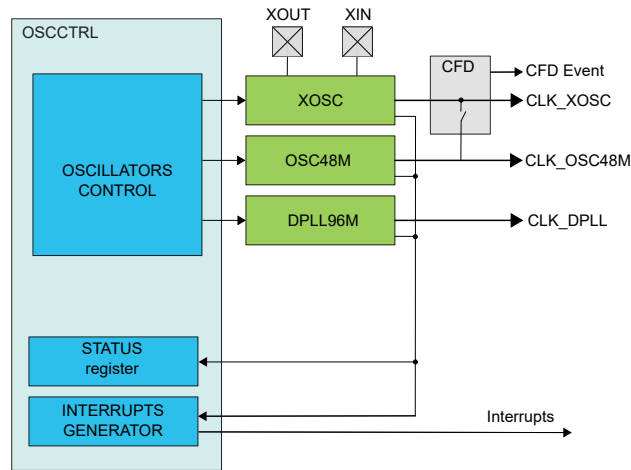 XOUT
XIN
OSCCTRL
CFD
CFD Event
XOSC
CLK_XOSC
OSCILLATORS
CONTROL
OSC48M
CLK_OSC48M
DPLL96M
CLK_DPLL
STATUS
register
INTERRUPTS
GENERATOR
Interrupts